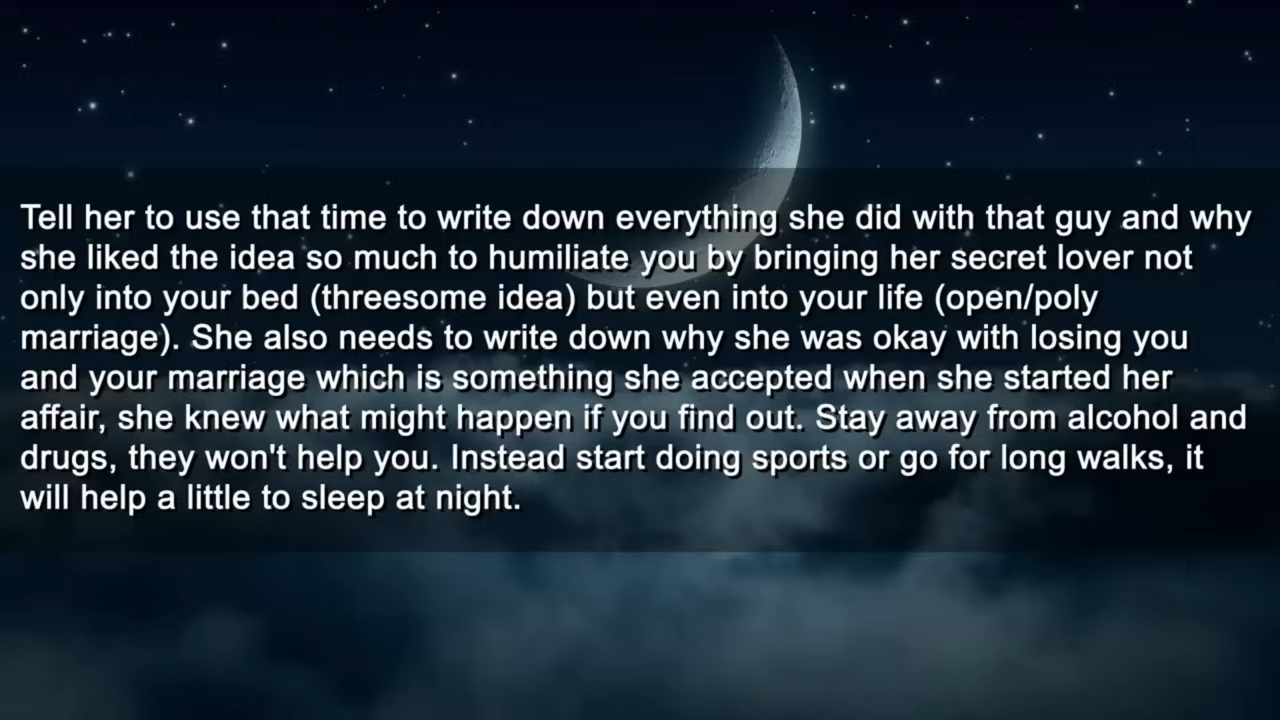 Tell her to use that time to write down everything she did with that guy and why
she liked the idea so much to humiliate you by bringing her secret lover not
only into your bed (threesome idea) but even into your life (open/poly
marriage). She also needs to write down why she was okay with losing you
and your marriage which is something she accepted when she started her
affair, she knew what might happen if you find out. Stay away from alcohol and
drugs, they won't help you. Instead start doing sports or go for long walks, it
will help a little to sleep at night.